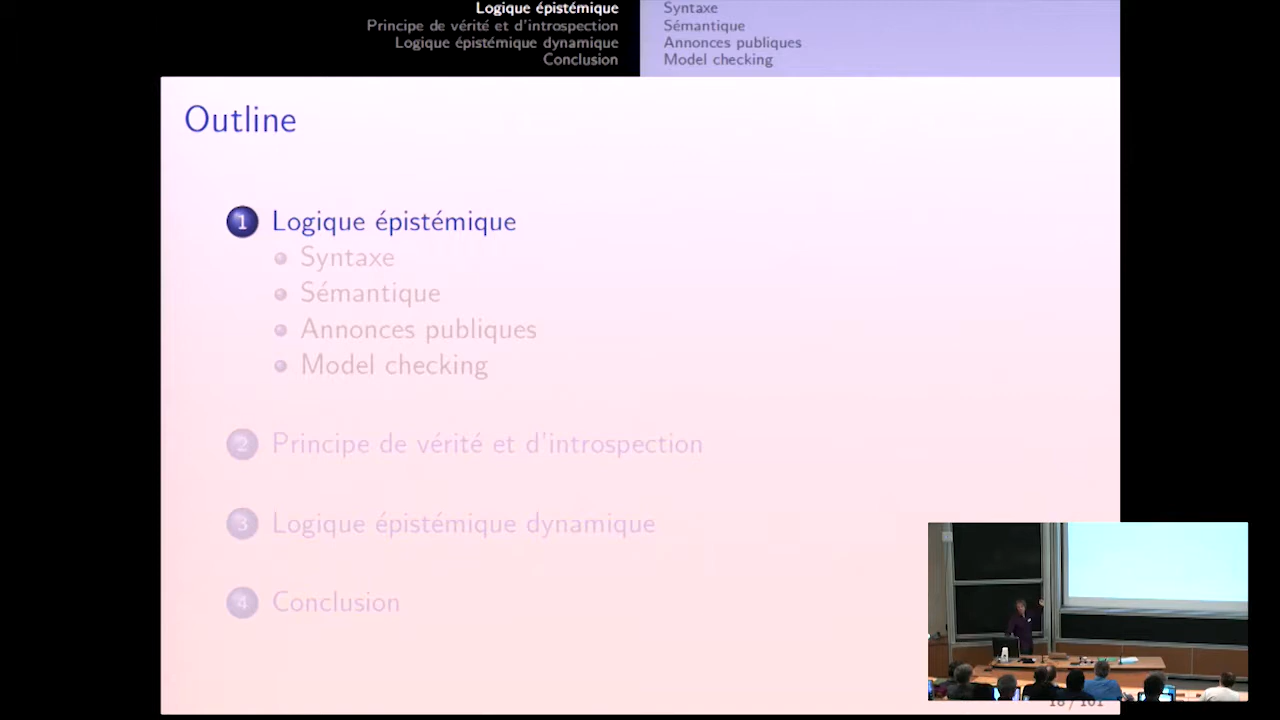 Logique épistémique
Principe de vérité et d'introspection
Logique épistémique dynamique
Conclusion
Syntaxe
Sémantique
Annonces publiques
Model checking
Outline
1 Logique épistémique
Syntaxe
Sémantique
Annonces publiques
Model checking
2 Principe de vérité et d'introspection
3 Logique épistémique dynamique
4 Conclusion